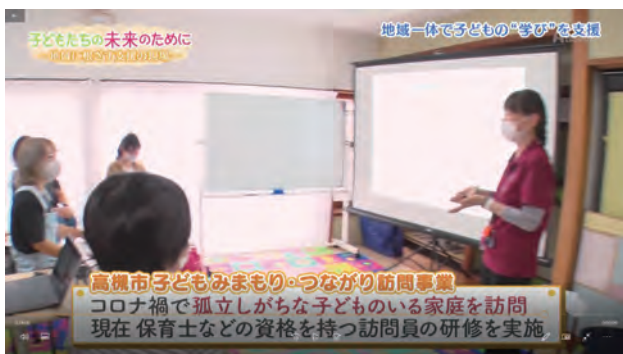 子どもたちの未来のために
地域一体で子どもの“学び”を支援
高槻市子どもみまもり・つながり訪問事業
コロナ禍で孤立しがちな子どものいる家庭を訪問
現在 保育士などの資格を持つ訪問員の研修を実施